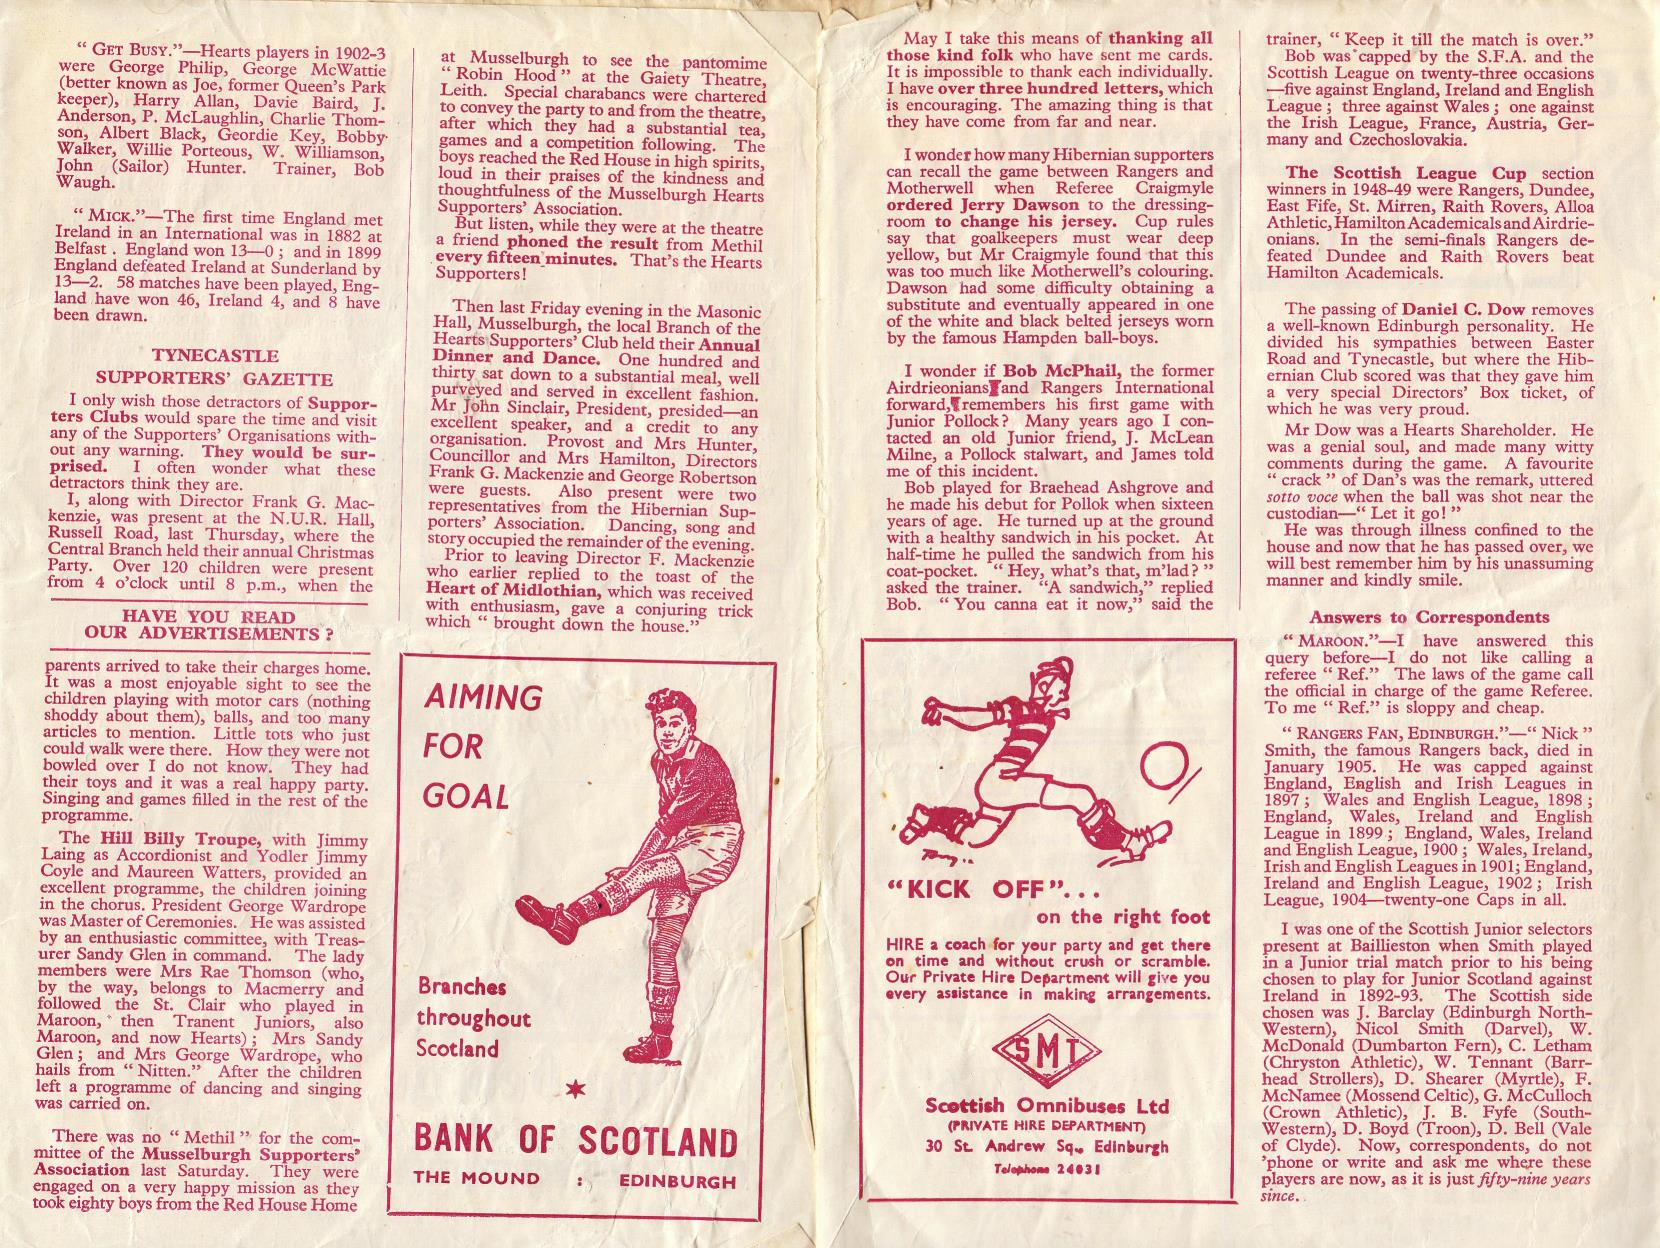 “ GET BUSY.”—Hearts players in 1902-3
were George Philip, George McWattie
(better known as Joe, former Queen's Park
keeper), Harry Allan, Davie Baird, J.
Anderson, P. McLaughlin, Charlie Thom-
son, Albert Black, Geordie Key, Bobby
Walker, Willie Porteous, W. Williamson,
John (Sailor) Hunter. Trainer, Bob
Waugh.
“ MICK.”—The first time England met
Ireland in an International was in 1882 at
Belfast . England won 13—0 ; and in 1899
England defeated Ireland at Sunderland by
13—2. 58 matches have been played, Eng-
land have won 46, Ireland 4, and 8 have
been drawn.
TYNECASTLE
SUPPORTERS' GAZETTE
I only wish those detractors of Suppor-
ters Clubs would spare the time and visit
any of the Supporters' Organisations with-
out any warning. They would be sur-
prised. I often wonder what these
detractors think they are.
I, along with Director Frank G. Mac-
kenzie, was present at the N.U.R. Hall,
Russell Road, last Thursday, where the
Central Branch held their annual Christmas
Party. Over 120 children were present
from 4 o'clock until 8 p.m., when the
HAVE YOU READ
OUR ADVERTISEMENTS ?
parents arrived to take their charges home.
It was a most enjoyable sight to see the
children playing with motor cars (nothing
shoddy about them), balls, and too many
articles to mention. Little tots who just
could walk were there. How they were not
bowled over I do not know. They had
their toys and it was a real happy party.
Singing and games filled in the rest of the
programme.
The Hill Billy Troupe, with Jimmy
Laing as Accordionist and Yodler Jimmy
Coyle and Maureen Watters, provided an
excellent programme, the children joining
in the chorus. President George Wardrope
was Master of Ceremonies. He was assisted
by an enthusiastic committee, with Treas-
urer Sandy Glen in command. The lady
members were Mrs Rae Thomson (who,
by the way, belongs to Macmerry and
followed the St. Clair who played in
Maroon, then Tranent Juniors, also
Maroon, and now Hearts) ; Mrs Sandy
Glen ; and Mrs George Wardrope, who
hails from “ Nitten.” After the children
left a programme of dancing and singing
was carried on.
There was no “ Methil ” for the com-
mittee of the Musselburgh Supporters'
Association last Saturday. They were
engaged on a very happy mission as they
took eighty boys from the Red House Home
at Musselburgh to see the pantomime
“ Robin Hood ” at the Gaiety Theatre,
Leith. Special charabancs were chartered
to convey the party to and from the theatre,
after which they had a substantial tea,
games and a competition following. The
boys reached the Red House in high spirits,
loud in their praises of the kindness and
thoughtfulness of the Musselburgh Hearts
Supporters' Association.
But listen, while they were at the theatre
a friend phoned the result from Methil
every fifteen minutes. That's the Hearts
Supporters !
Then last Friday evening in the Masonic
Hall, Musselburgh, the local Branch of the
Hearts Supporters' Club held their Annual
Dinner and Dance. One hundred and
thirty sat down to a substantial meal, well
purveyed and served in excellent fashion.
Mr John Sinclair, President, presided—an
excellent speaker, and a credit to any
organisation. Provost and Mrs Hunter,
Councillor and Mrs Hamilton, Directors
Frank G. Mackenzie and George Robertson
were guests. Also present were two
representatives from the Hibernian Sup-
porters' Association. Dancing, song and
story occupied the remainder of the evening.
Prior to leaving Director F. Mackenzie
who earlier replied to the toast of the
Heart of Midlothian, which was received
with enthusiasm, gave a conjuring trick
which “ brought down the house.”
AIMING
FOR
GOAL
Branches
throughout
Scotland
BANK OF SCOTLAND
THE MOUND : EDINBURGH
May I take this means of thanking all
those kind folk who have sent me cards.
It is impossible to thank each individually.
I have over three hundred letters, which
is encouraging. The amazing thing is that
they have come from far and near.
I wonder how many Hibernian supporters
can recall the game between Rangers and
Motherwell when Referee Craigmyle
ordered Jerry Dawson to the dressing-
room to change his jersey. Cup rules
say that goalkeepers must wear deep
yellow, but Mr Craigmyle found that this
was too much like Motherwell's colouring.
Dawson had some difficulty obtaining a
substitute and eventually appeared in one
of the white and black belted jerseys worn
by the famous Hampden ball-boys.
I wonder if Bob McPhail, the former
Airdrieonians and Rangers International
forward, remembers his first game with
Junior Pollock ? Many years ago I con-
tacted an old Junior friend, J. McLean
Milne, a Pollock stalwart, and James told
me of this incident.
Bob played for Braehead Ashgrove and
he made his debut for Pollok when sixteen
years of age. He turned up at the ground
with a healthy sandwich in his pocket. At
half-time he pulled the sandwich from his
coat-pocket. “ Hey, what's that, m'lad ? ”
asked the trainer. “A sandwich,” replied
Bob. “ You canna eat it now,” said the
“KICK OFF”...
on the right foot
HIRE a coach for your party and get there
on time and without crush or scramble.
Our Private Hire Department will give you
every assistance in making arrangements.
SMT
Scottish Omnibuses Ltd
(PRIVATE HIRE DEPARTMENT)
30 St. Andrew Sq., Edinburgh
Telephone 24031
trainer, “ Keep it till the match is over.”
Bob was capped by the S.F.A. and the
Scottish League on twenty-three occasions
—five against England, Ireland and English
League ; three against Wales ; one against
the Irish League, France, Austria, Ger-
many and Czechoslovakia.
The Scottish League Cup section
winners in 1948-49 were Rangers, Dundee,
East Fife, St. Mirren, Raith Rovers, Alloa
Athletic, Hamilton Academicals and Airdrie-
onians. In the semi-finals Rangers de-
feated Dundee and Raith Rovers beat
Hamilton Academicals.
The passing of Daniel C. Dow removes
a well-known Edinburgh personality. He
divided his sympathies between Easter
Road and Tynecastle, but where the Hib-
ernian Club scored was that they gave him
a very special Directors' Box ticket, of
which he was very proud.
Mr Dow was a Hearts Shareholder. He
was a genial soul, and made many witty
comments during the game. A favourite
“ crack ” of Dan's was the remark, uttered
sotto voce when the ball was shot near the
custodian—“ Let it go ! ”
He was through illness confined to the
house and now that he has passed over, we
will best remember him by his unassuming
manner and kindly smile.
Answers to Correspondents
“ MAROON.”—I have answered this
query before—I do not like calling a
referee “ Ref.” The laws of the game call
the official in charge of the game Referee.
To me “ Ref.” is sloppy and cheap.
“ RANGERS FAN, EDINBURGH.”—“ Nick ”
Smith, the famous Rangers back, died in
January 1905. He was capped against
England, English and Irish Leagues in
1897 ; Wales and English League, 1898 ;
England, Wales, Ireland and English
League in 1899 ; England, Wales, Ireland
and English League, 1900 ; Wales, Ireland,
Irish and English Leagues in 1901; England,
Ireland and English League, 1902 ; Irish
League, 1904—twenty-one Caps in all.
I was one of the Scottish Junior selectors
present at Baillieston when Smith played
in a Junior trial match prior to his being
chosen to play for Junior Scotland against
Ireland in 1892-93. The Scottish side
chosen was J. Barclay (Edinburgh North-
Western), Nicol Smith (Darvel), W.
McDonald (Dumbarton Fern), C. Letham
(Chryston Athletic), W. Tennant (Barr-
head Strollers), D. Shearer (Myrtle), F.
McNamee (Mossend Celtic), G. McCulloch
(Crown Athletic), J. B. Fyfe (South-
Western), D. Boyd (Troon), D. Bell (Vale
of Clyde). Now, correspondents, do not
'phone or write and ask me where these
players are now, as it is just fifty-nine years
since.